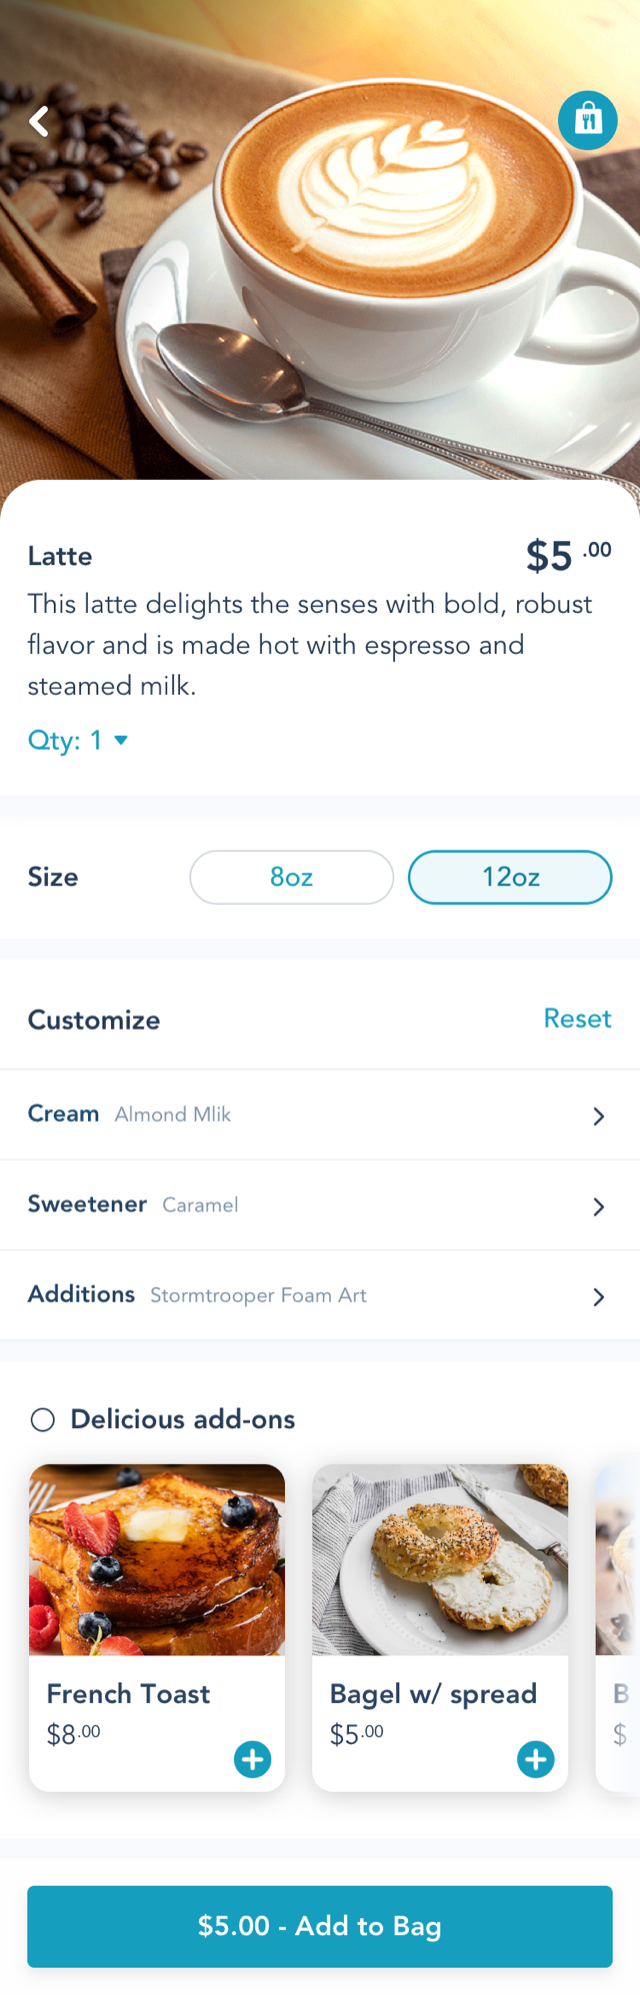 Latte
$5 .00
This latte delights the senses with bold, robust
flavor and is made hot with espresso and
steamed milk.
Qty: 1
Size
8oz
12oz
Customize
Reset
Cream Almond Mlik
Sweetener Caramel
Additions Stormtrooper Foam Art
Delicious add-ons
French Toast
$8.00
Bagel w/ spread
$5.00
B
$
$5.00 - Add to Bag